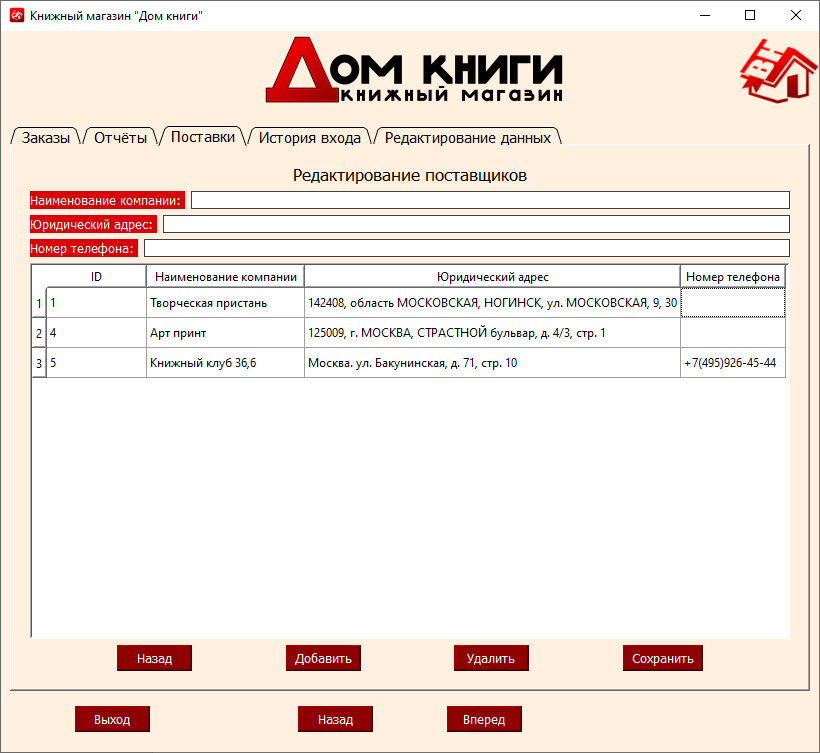 Книжный магазин "Дом книги"
Дом книги
книжный магазин
Заказы Отчёты Поставки История входа Редактирование данных
Редактирование поставщиков
Наименование компании:
Юридический адрес:
Номер телефона:
ID Наименование компании Юридический адрес Номер телефона
1 1 Творческая пристань 142408, область МОСКОВСКАЯ, НОГИНСК, ул. МОСКОВСКАЯ, 9, 30
2 4 Арт принт 125009, г. МОСКВА, СТРАСТНОЙ бульвар, д. 4/3, стр. 1
3 5 Книжный клуб 36,6 Москва. ул. Бакунинская, д. 71, стр. 10 +7(495)926-45-44
Назад Добавить Удалить Сохранить
Выход Назад Вперед